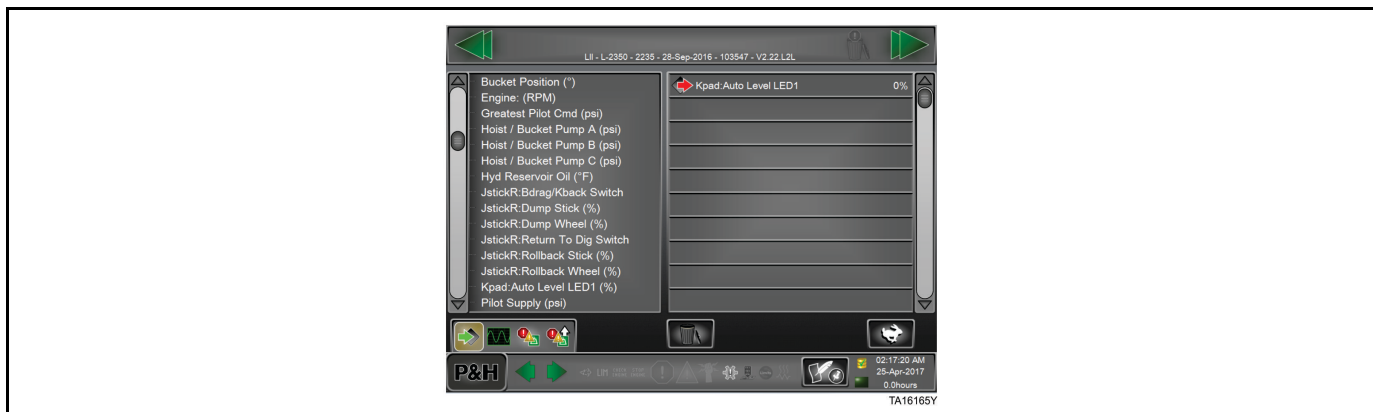 LII - L-2350 - 2235 - 28-Sep-2016 - 103547 - V2.22.L2L
Bucket Position (°)
Engine: (RPM)
Greatest Pilot Cmd (psi)
Hoist / Bucket Pump A (psi)
Hoist / Bucket Pump B (psi)
Hoist / Bucket Pump C (psi)
Hyd Reservoir Oil (°F)
JstickR:Bdrag/Kback Switch
JstickR:Dump Stick (%)
JstickR:Dump Wheel (%)
JstickR:Return To Dig Switch
JstickR:Rollback Stick (%)
JstickR:Rollback Wheel (%)
Kpad:Auto Level LED1 (%)
Pilot Supply (psi)
Kpad:Auto Level LED1 0%
P&H
LIM
02:17:20 AM
25-Apr-2017
0.0hours
TA16165Y